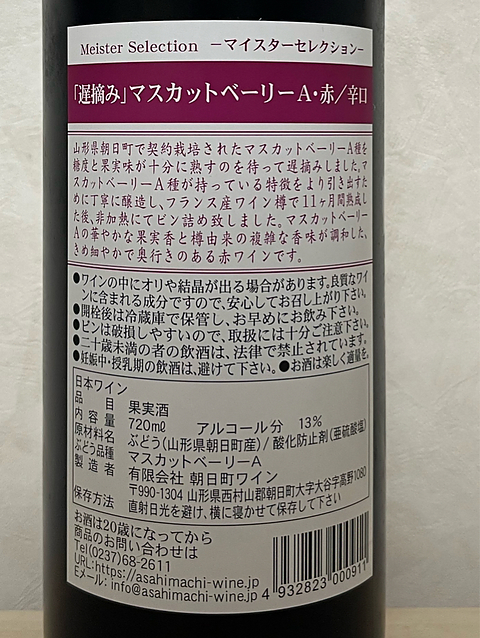 Meister Selection －マイスターセレクション－
「遅摘み」マスカットベーリーA・赤／辛口
山形県朝日町で契約栽培されたマスカットベーリーA種を
糖度と果実味が十分に熟すのを待って遅摘みしました。マ
スカットベーリーA種が持っている特徴をより引き出すた
めに丁寧に醸造し、フランス産ワイン樽で11ヶ月間熟成し
た後、非加熱にてビン詰め致しました。マスカットベーリー
Aの華やかな果実香と樽由来の複雑な香味が調和した、
きめ細やかで奥行きのある赤ワインです。
●ワインの中にオリや結晶が出る場合があります。良質なワイ
ンに含まれる成分ですので、安心してお召し上がり下さい。
●開栓後は冷蔵庫で保管し、お早めにお飲み下さい。
●ビンは破損しやすいので、取扱には十分ご注意下さい。
●二十歳未満の者の飲酒は、法律で禁止されています。
●妊娠中・授乳期の飲酒は、避けて下さい。●お酒は楽しく適量を。
日本ワイン
品目 果実酒
内容量 720mℓ アルコール分 13%
原材料名 ぶどう(山形県朝日町産)/酸化防止剤(亜硫酸塩)
ぶどう品種 マスカットベーリーA
製造者 有限会社 朝日町ワイン
〒990-1304 山形県西村山郡朝日町大字大谷字高野1080
保存方法 直射日光を避け、横に寝かせて保存して下さい
お酒は20歳になってから
商品のお問い合わせは
Tel(0237)68-2611
URL:https://asahimachi-wine.jp
Eメール: info@asahimachi-wine.jp
4 932823 000911